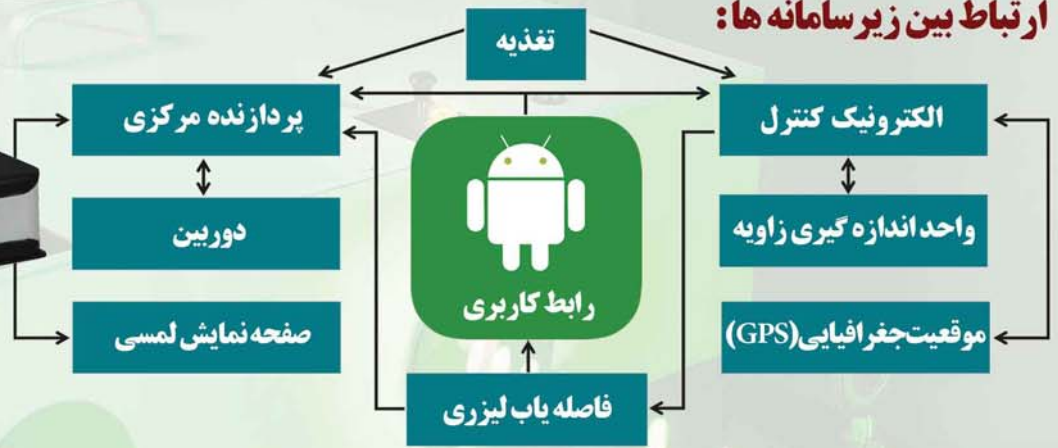 ارتباط بین زیرسامانه ها:
تغذیه
الکترونیک کنترل
پردازنده مرکزی
واحد اندازه گیری زاویه
دوربین
رابط کاربری
موقعیت‌جغرافیایی(GPS)
صفحه نمایش لمسی
فاصله یاب لیزری